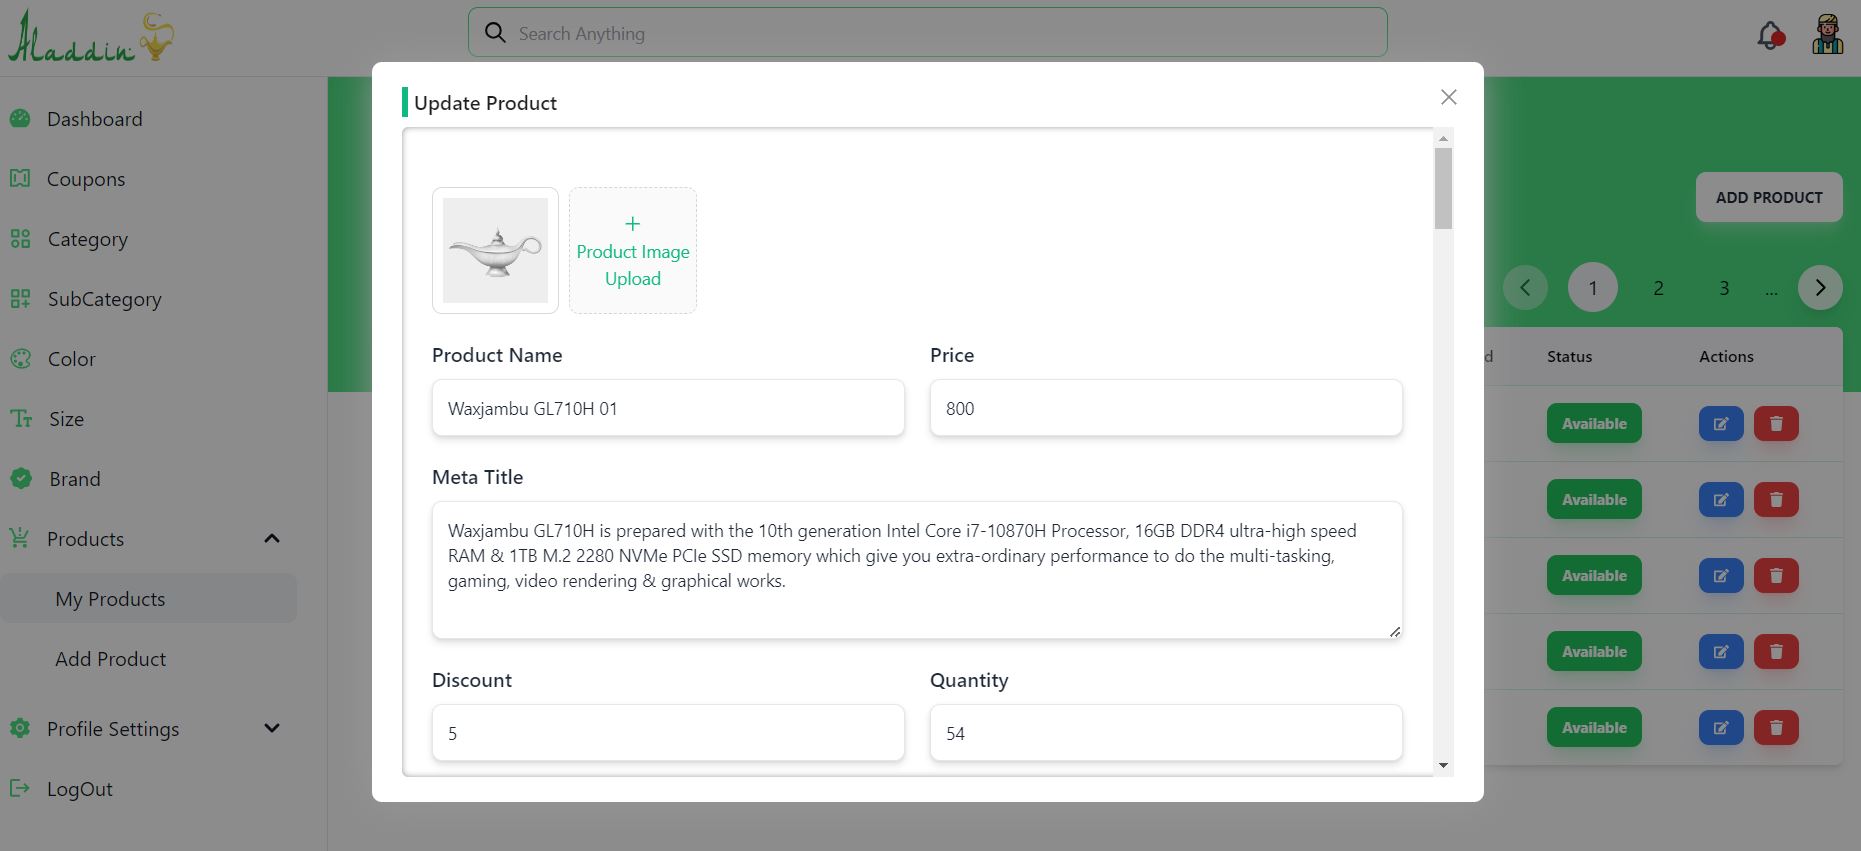 Aladdin
Search Anything
Dashboard
Coupons
Category
SubCategory
Color
Size
Brand
Products
My Products
Add Product
Profile Settings
LogOut
Update Product
+
Product Image
Upload
Product Name
Price
Waxjambu GL710H 01
800
Meta Title
Waxjambu GL710H is prepared with the 10th generation Intel Core i7-10870H Processor, 16GB DDR4 ultra-high speed
RAM & 1TB M.2 2280 NVMe PCIe SSD memory which give you extra-ordinary performance to do the multi-tasking,
gaming, video rendering & graphical works.
Discount
Quantity
5
54
ADD PRODUCT
1 2 3 ...
d Status Actions
Available
Available
Available
Available
Available